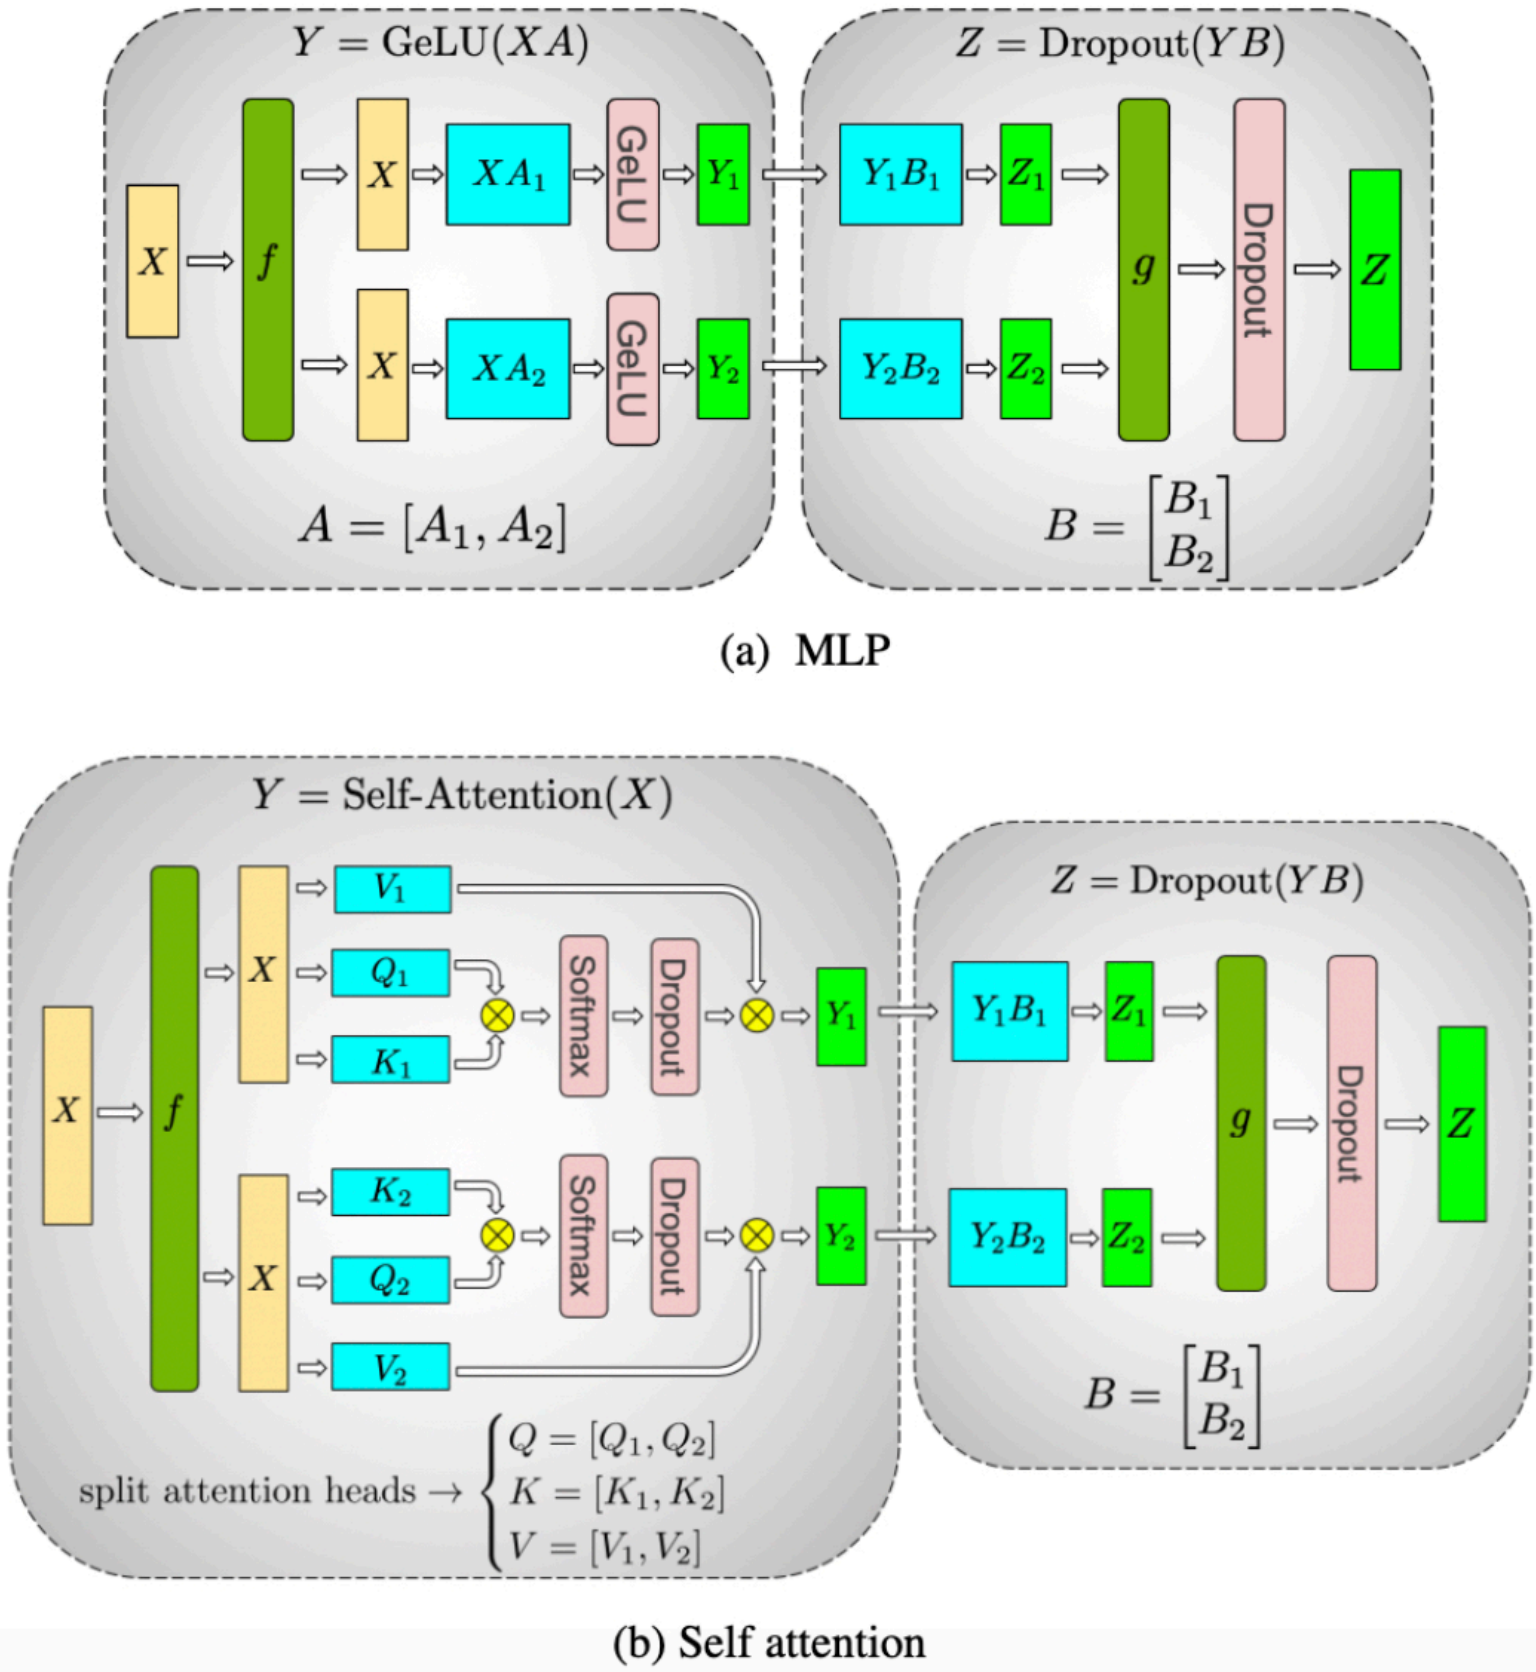 Y = GeLU(XA)
X
f
X
XA₁
GeLU
Y₁
X
XA₂
GeLU
Y₂
A = [A₁, A₂]
Z = Dropout(YB)
Y₁B₁
Z₁
Y₂B₂
Z₂
g
Dropout
Z
B = [B₁
B₂]
(a) MLP
Y = Self-Attention(X)
X
f
X
V₁
Q₁
K₁
Softmax
Dropout
Y₁
X
K₂
Q₂
V₂
Softmax
Dropout
Y₂
split attention heads → { Q = [Q₁, Q₂]
K = [K₁, K₂]
V = [V₁, V₂]
Z = Dropout(YB)
Y₁B₁
Z₁
Y₂B₂
Z₂
g
Dropout
Z
B = [B₁
B₂]
(b) Self attention